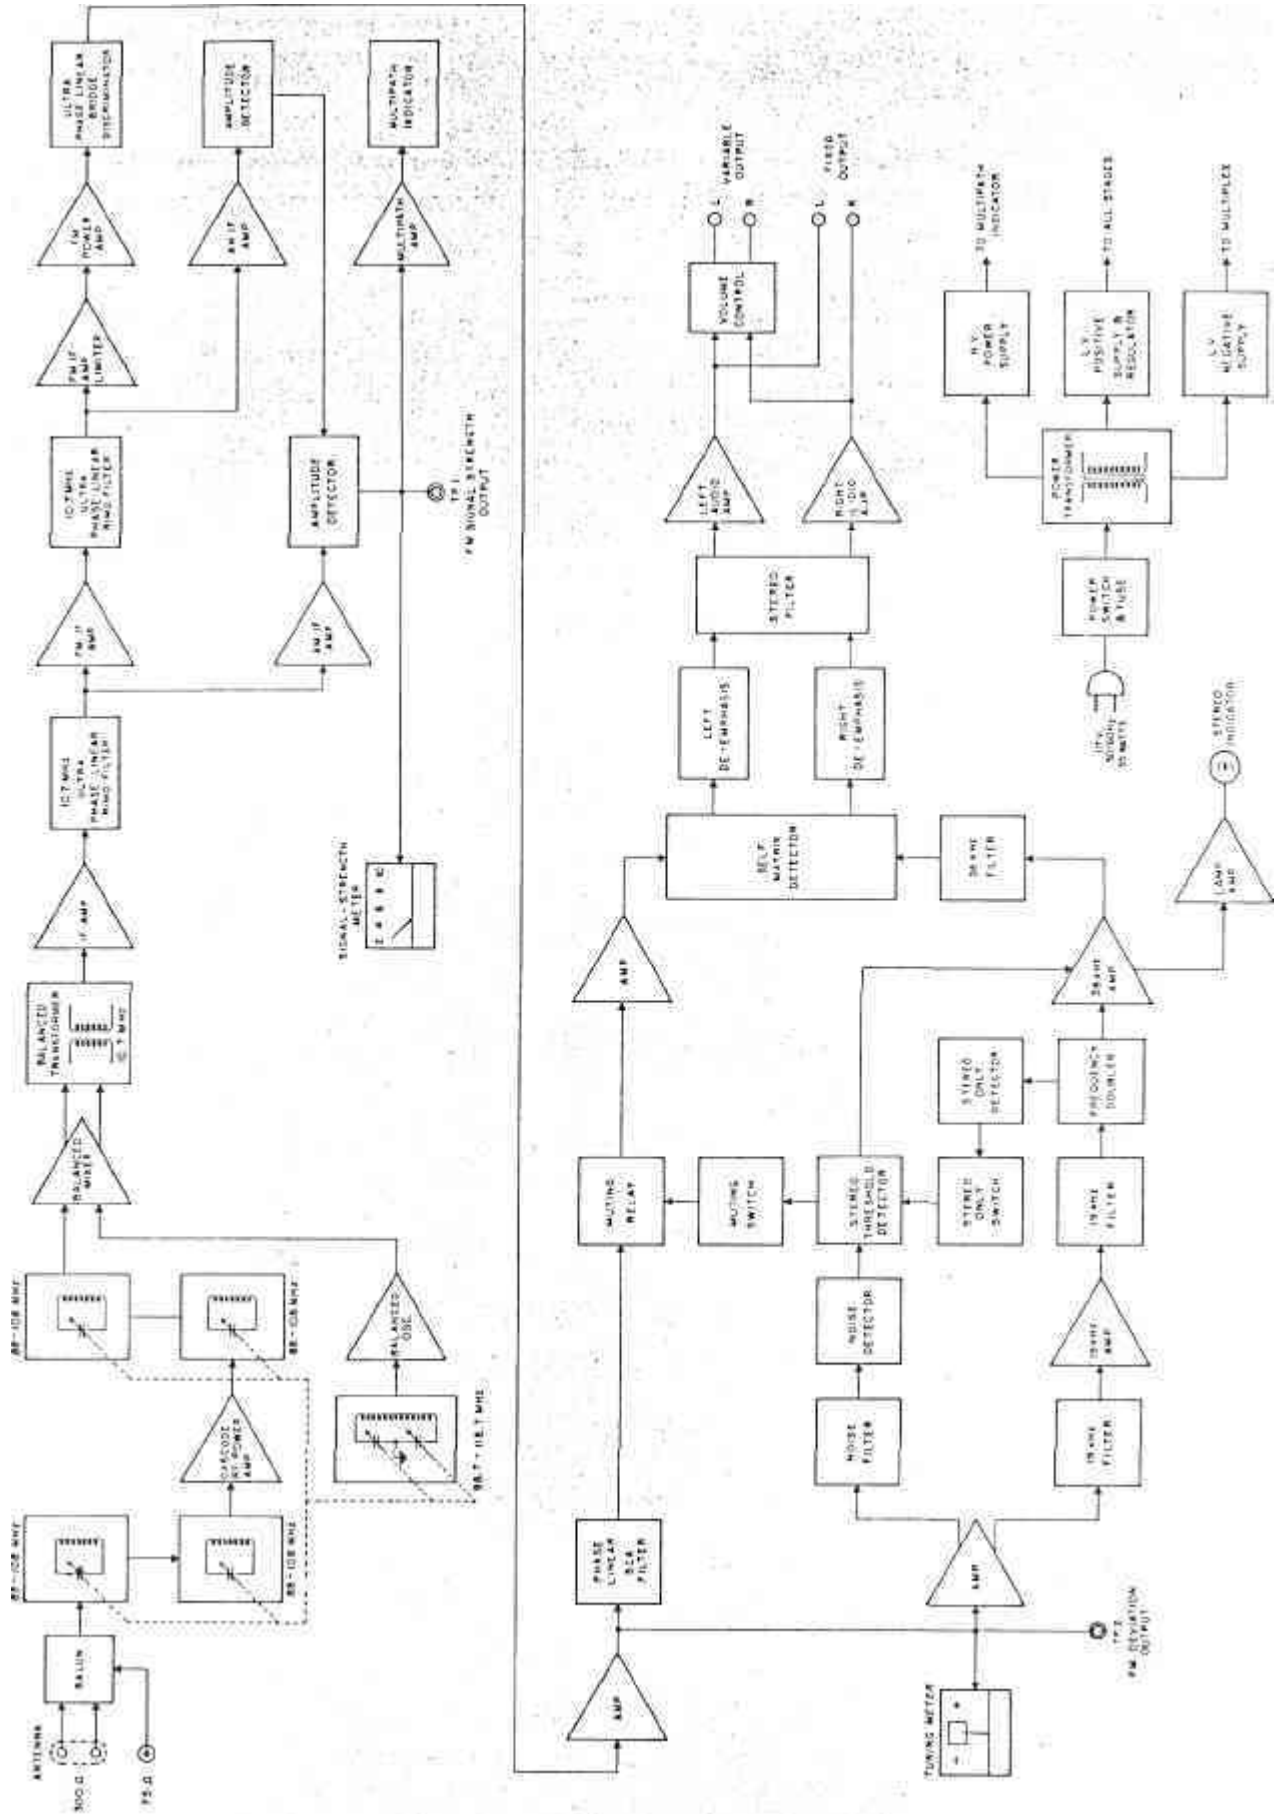 ANTENNA
300 Ω
75 Ω
BALUN
88-108 MHZ
88-108 MHZ
CASCODE
RF POWER
AMP
88-108 MHZ
88-108 MHZ
98.7 - 118.7 MHZ
BALANCED
OSC
BALANCED
MIXER
BALANCED
TRANSFORMER
10.7 MHZ
IF AMP
10.7 MHZ
ULTRA
PHASE LINEAR
FM IF
AMP
10.7 MHZ
ULTRA
PHASE LINEAR
FM IF
AMP
LIMITER
FM
POWER
AMP
ULTRA
PHASE LINEAR
BRIDGE
DISCRIMINATOR
AM IF
AMP
AMPLITUDE
DETECTOR
AM IF
AMP
AMPLITUDE
DETECTOR
MULTIPATH
AMP
MULTIPATH
INDICATOR
TP 1
FM SIGNAL STRENGTH
OUTPUT
SIGNAL-STRENGTH
METER
2 4 6 8 10
AMP
PHASE
LINEAR
SCA
FILTER
MUTING
RELAY
AMP
SELF
MATRIX
DETECTOR
LEFT
DE-EMPHASIS
RIGHT
DE-EMPHASIS
STEREO
FILTER
LEFT
AUDIO
AMP
RIGHT
AUDIO
AMP
VOLUME
CONTROL
L
R
VARIABLE
OUTPUT
L
R
FIXED
OUTPUT
MUTING
SWITCH
NOISE
FILTER
NOISE
DETECTOR
STEREO
THRESHOLD
DETECTOR
STEREO
ONLY
SWITCH
STEREO
ONLY
DETECTOR
TUNING METER
AMP
TP 2
FM DEVIATION
OUTPUT
19 KHZ
FILTER
19 KHZ
AMP
19 KHZ
FILTER
FREQUENCY
DOUBLER
38 KHZ
AMP
38 KHZ
FILTER
LAMP
AMP
STEREO
INDICATOR
POWER
SWITCH
& FUSE
POWER
TRANSFORMER
H.V.
POWER
SUPPLY
TO MULTIPATH
INDICATOR
L.V.
POSITIVE
SUPPLY &
REGULATOR
TO ALL STAGES
L.V.
NEGATIVE
SUPPLY
TO MULTIPLEX